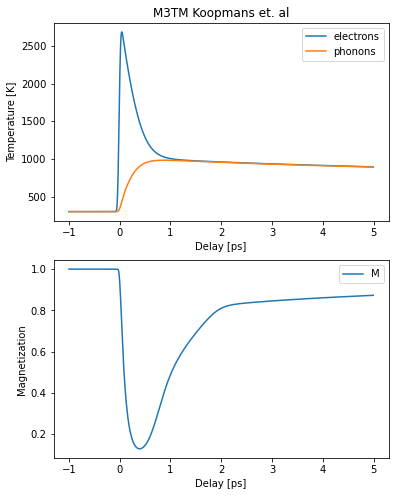 M3TM Koopmans et. al
electrons
phonons
Temperature [K]
2500
2000
1500
1000
500
−1 0 1 2 3 4 5
Delay [ps]
M
Magnetization
1.0
0.8
0.6
0.4
0.2
−1 0 1 2 3 4 5
Delay [ps]